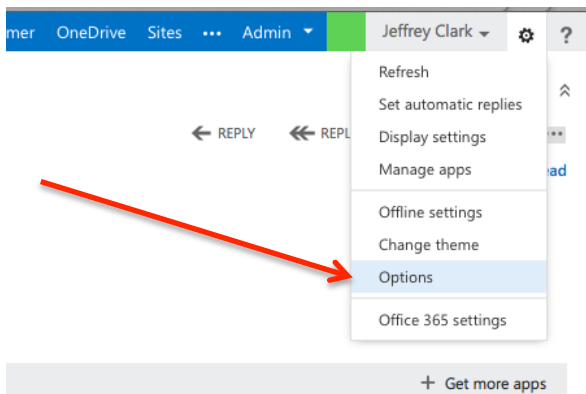 mer OneDrive Sites ••• Admin Jeffrey Clark ?
Refresh
Set automatic replies
REPLY REPL Display settings •••
Manage apps ead
Offline settings
Change theme
Options
Office 365 settings
+ Get more apps